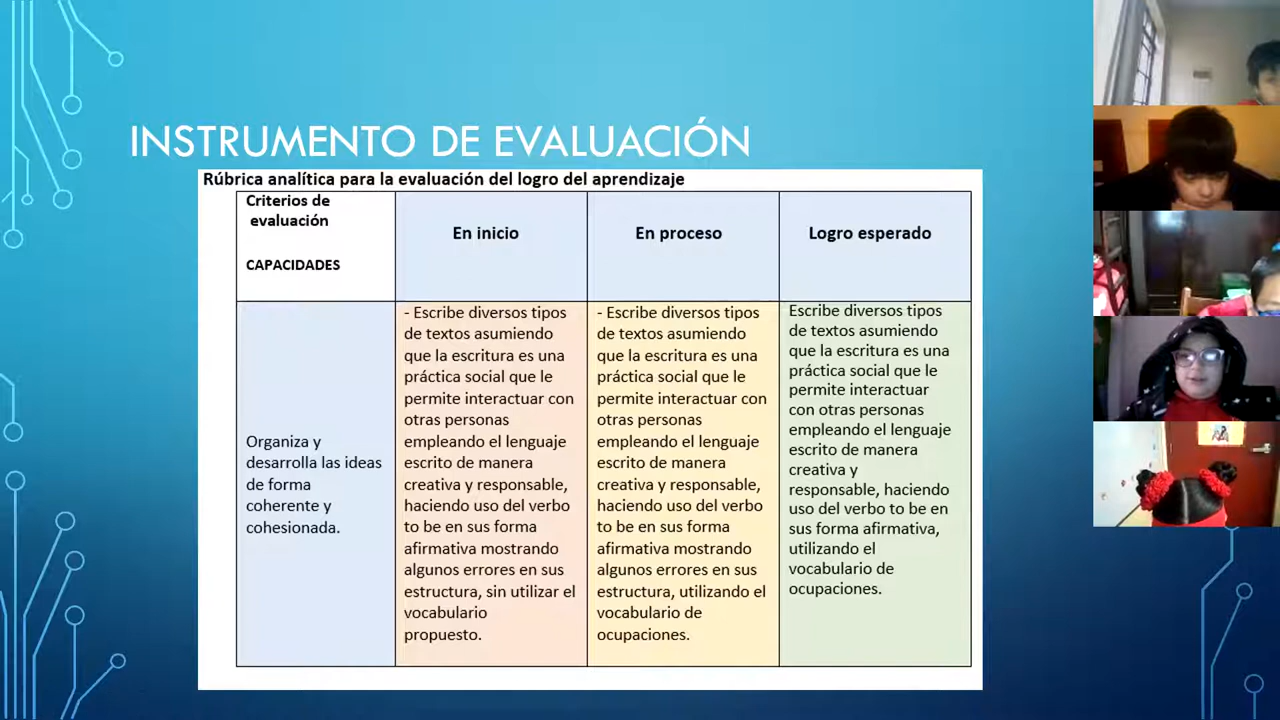 INSTRUMENTO DE EVALUACIÓN
Rúbrica analítica para la evaluación del logro del aprendizaje
Criterios de
evaluación
CAPACIDADES
En inicio
En proceso
Logro esperado
Organiza y
desarrolla las ideas
de forma
coherente y
cohesionada.
- Escribe diversos tipos
de textos asumiendo
que la escritura es una
práctica social que le
permite interactuar con
otras personas
empleando el lenguaje
escrito de manera
creativa y responsable,
haciendo uso del verbo
to be en sus forma
afirmativa mostrando
algunos errores en sus
estructura, sin utilizar el
vocabulario
propuesto.
- Escribe diversos tipos
de textos asumiendo
que la escritura es una
práctica social que le
permite interactuar con
otras personas
empleando el lenguaje
escrito de manera
creativa y responsable,
haciendo uso del verbo
to be en sus forma
afirmativa mostrando
algunos errores en sus
estructura, utilizando el
vocabulario de
ocupaciones.
Escribe diversos tipos
de textos asumiendo
que la escritura es una
práctica social que le
permite interactuar
con otras personas
empleando el lenguaje
escrito de manera
creativa y
responsable, haciendo
uso del verbo to be en
sus forma afirmativa,
utilizando el
vocabulario de
ocupaciones.